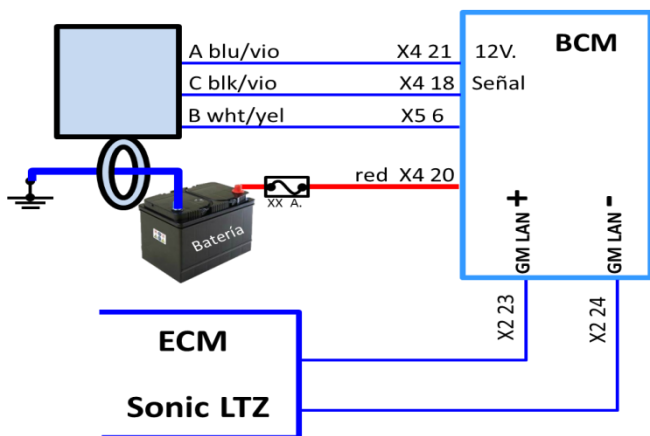 A blu/vio X4 21 12V. BCM
C blk/vio X4 18 Señal
B wht/yel X5 6
red X4 20
XX A.
Batería
GM LAN +
GM LAN -
X2 23
X2 24
ECM
Sonic LTZ